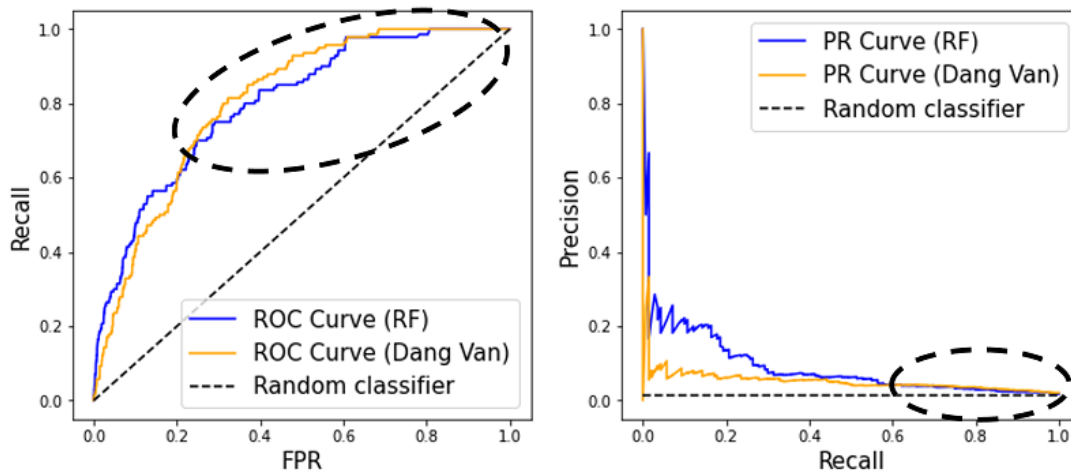 1.0
0.8
0.6
0.4
0.2
0.0
Recall
ROC Curve (RF)
ROC Curve (Dang Van)
Random classifier
0.0 0.2 0.4 0.6 0.8 1.0
FPR
1.0
0.8
0.6
0.4
0.2
0.0
Precision
PR Curve (RF)
PR Curve (Dang Van)
Random classifier
0.0 0.2 0.4 0.6 0.8 1.0
Recall